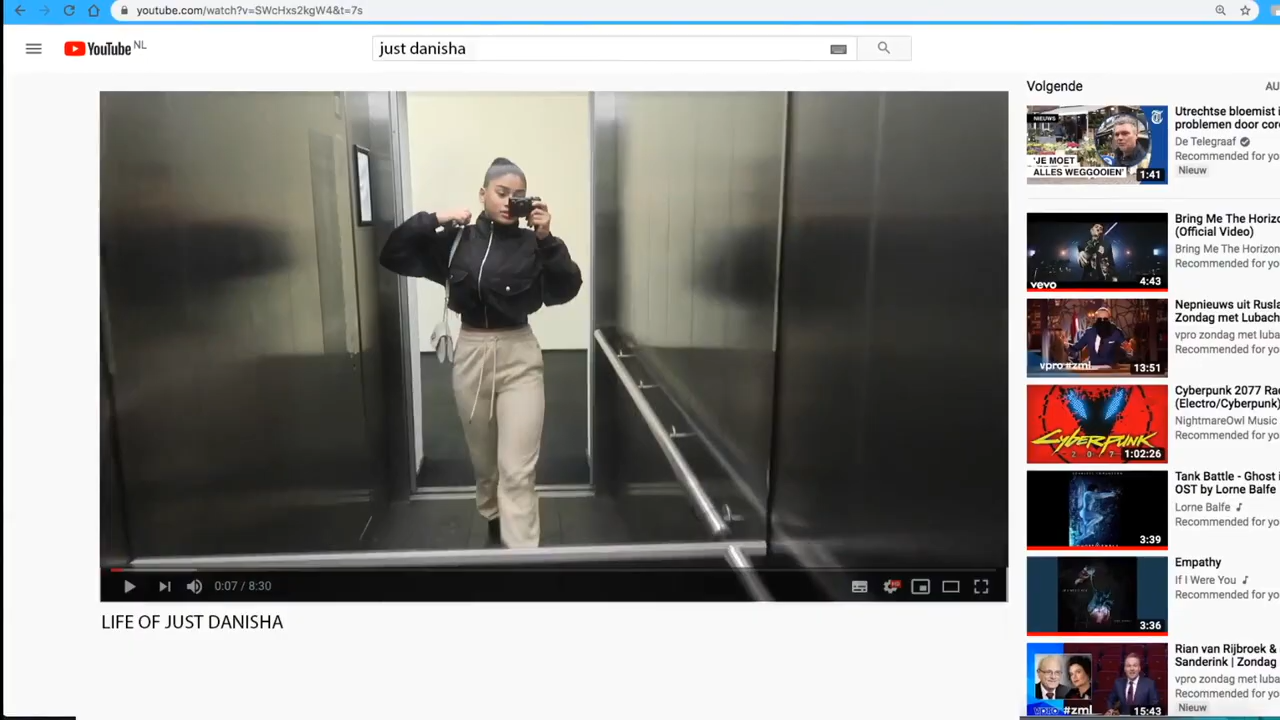 youtube.com/watch?v=SWcHxs2kgW4&t=7s
YouTube NL
just danisha
Volgende
AU
NIEUWS
'JE MOET
ALLES WEGGOOIEN'
1:41
Utrechtse bloemist i
problemen door cor
De Telegraaf
Recommended for yo
Nieuw
vevo
4:43
Bring Me The Horizo
(Official Video)
Bring Me The Horizon
Recommended for yo
vpro #zml
13:51
Nepnieuws uit Rusla
Zondag met Lubach
vpro zondag met luba
Recommended for yo
CYBERPUNK
2077
1:02:26
Cyberpunk 2077 Rad
(Electro/Cyberpunk)
NightmareOwl Music
Recommended for yo
3:39
Tank Battle - Ghost i
OST by Lorne Balfe
Lorne Balfe
Recommended for yo
3:36
Empathy
If I Were You
Recommended for yo
vpro #zml
15:43
Rian van Rijbroek &
Sanderink | Zondag
vpro zondag met luba
Recommended for yo
Nieuw
0:07 / 8:30
LIFE OF JUST DANISHA